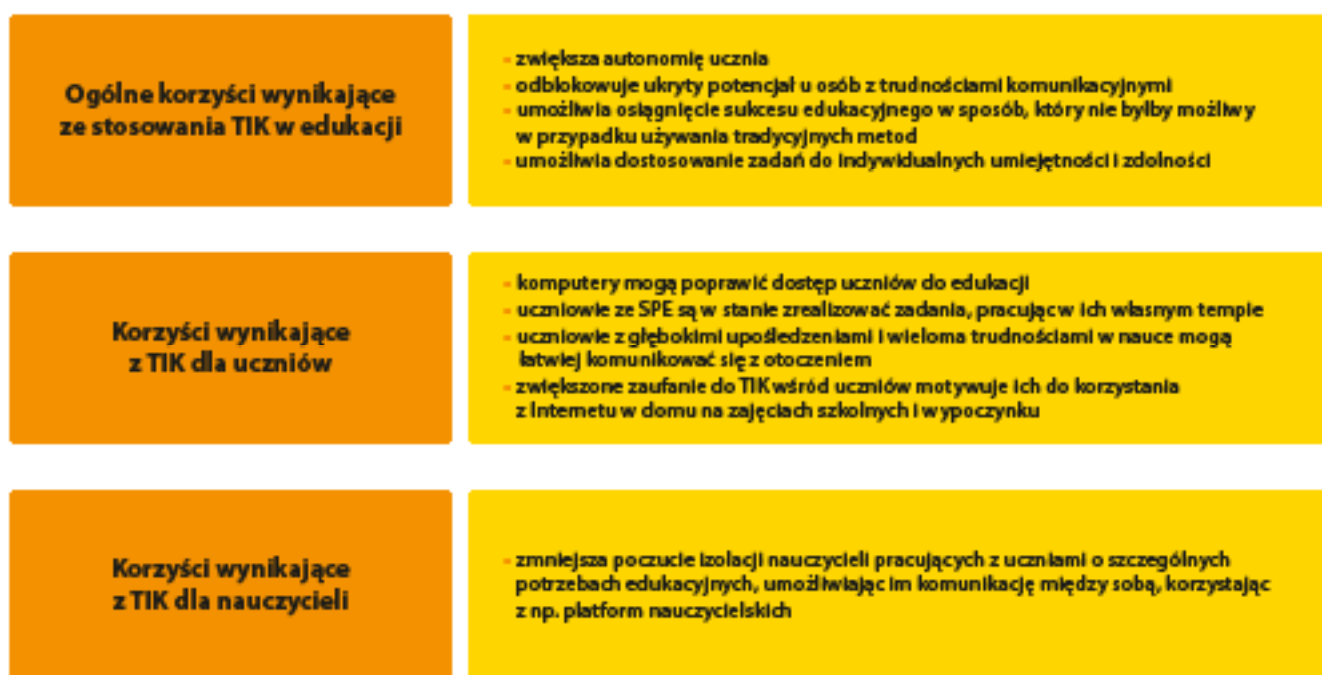 Ogólne korzyści wynikające
ze stosowania TIK w edukacji
- zwiększa autonomię ucznia
- odblokowuje ukryty potencjał u osób z trudnościami komunikacyjnymi
- umożliwia osiągnięcie sukcesu edukacyjnego w sposób, który nie byłby możliwy
w przypadku używania tradycyjnych metod
- umożliwia dostosowanie zadań do indywidualnych umiejętności i zdolności
Korzyści wynikające
z TIK dla uczniów
- komputery mogą poprawić dostęp uczniów do edukacji
- uczniowie ze SPE są w stanie zrealizować zadania, pracując w ich własnym tempie
- uczniowie z głębokimi upośledzeniami i wieloma trudnościami w nauce mogą
łatwiej komunikować się z otoczeniem
- zwiększone zaufanie do TIK wśród uczniów motywuje ich do korzystania
z Internetu w domu na zajęciach szkolnych i wypoczynku
Korzyści wynikające
z TIK dla nauczycieli
- zmniejsza poczucie izolacji nauczycieli pracujących z uczniami o szczególnych
potrzebach edukacyjnych, umożliwiając im komunikację między sobą, korzystając
z np. platform nauczycielskich